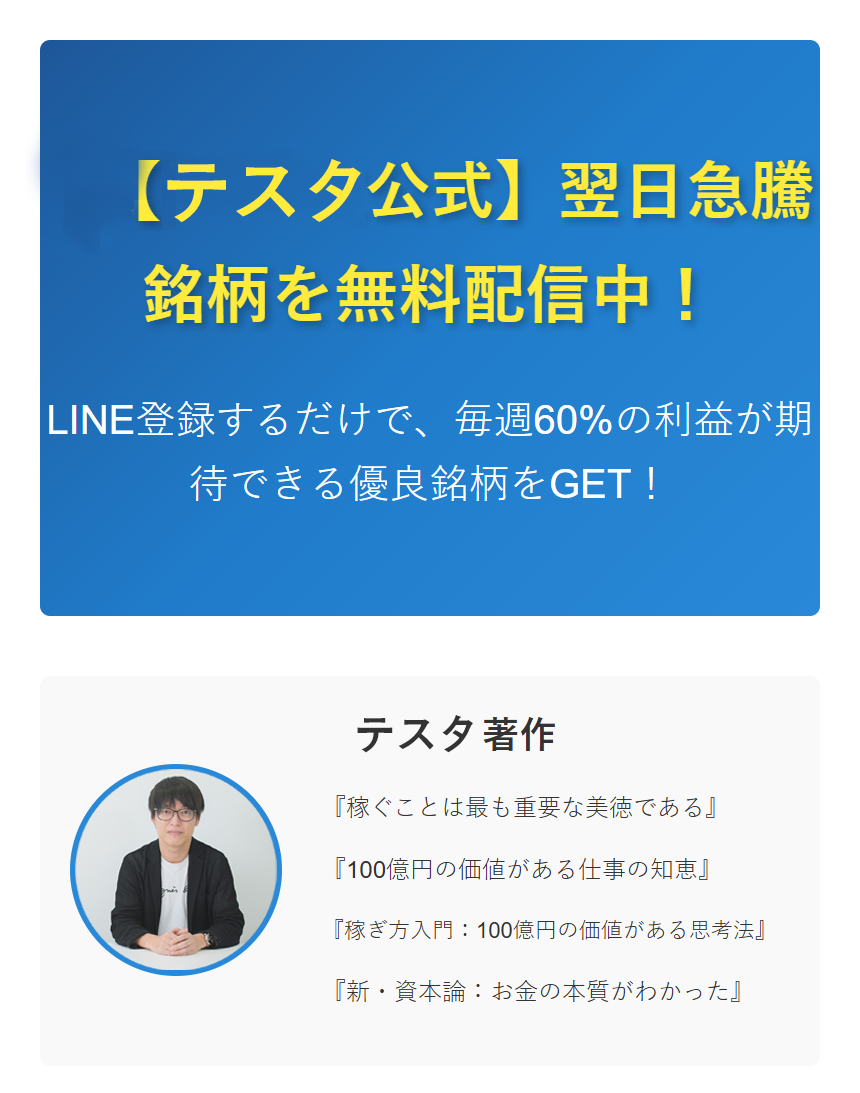 【テスタ公式】翌日急騰
銘柄を無料配信中！
LINE登録するだけで、毎週60%の利益が期
待できる優良銘柄をGET！
テスタ著作
『稼ぐことは最も重要な美徳である』
『100億円の価値がある仕事の知恵』
『稼ぎ方入門：100億円の価値がある思考法』
『新・資本論：お金の本質がわかった』